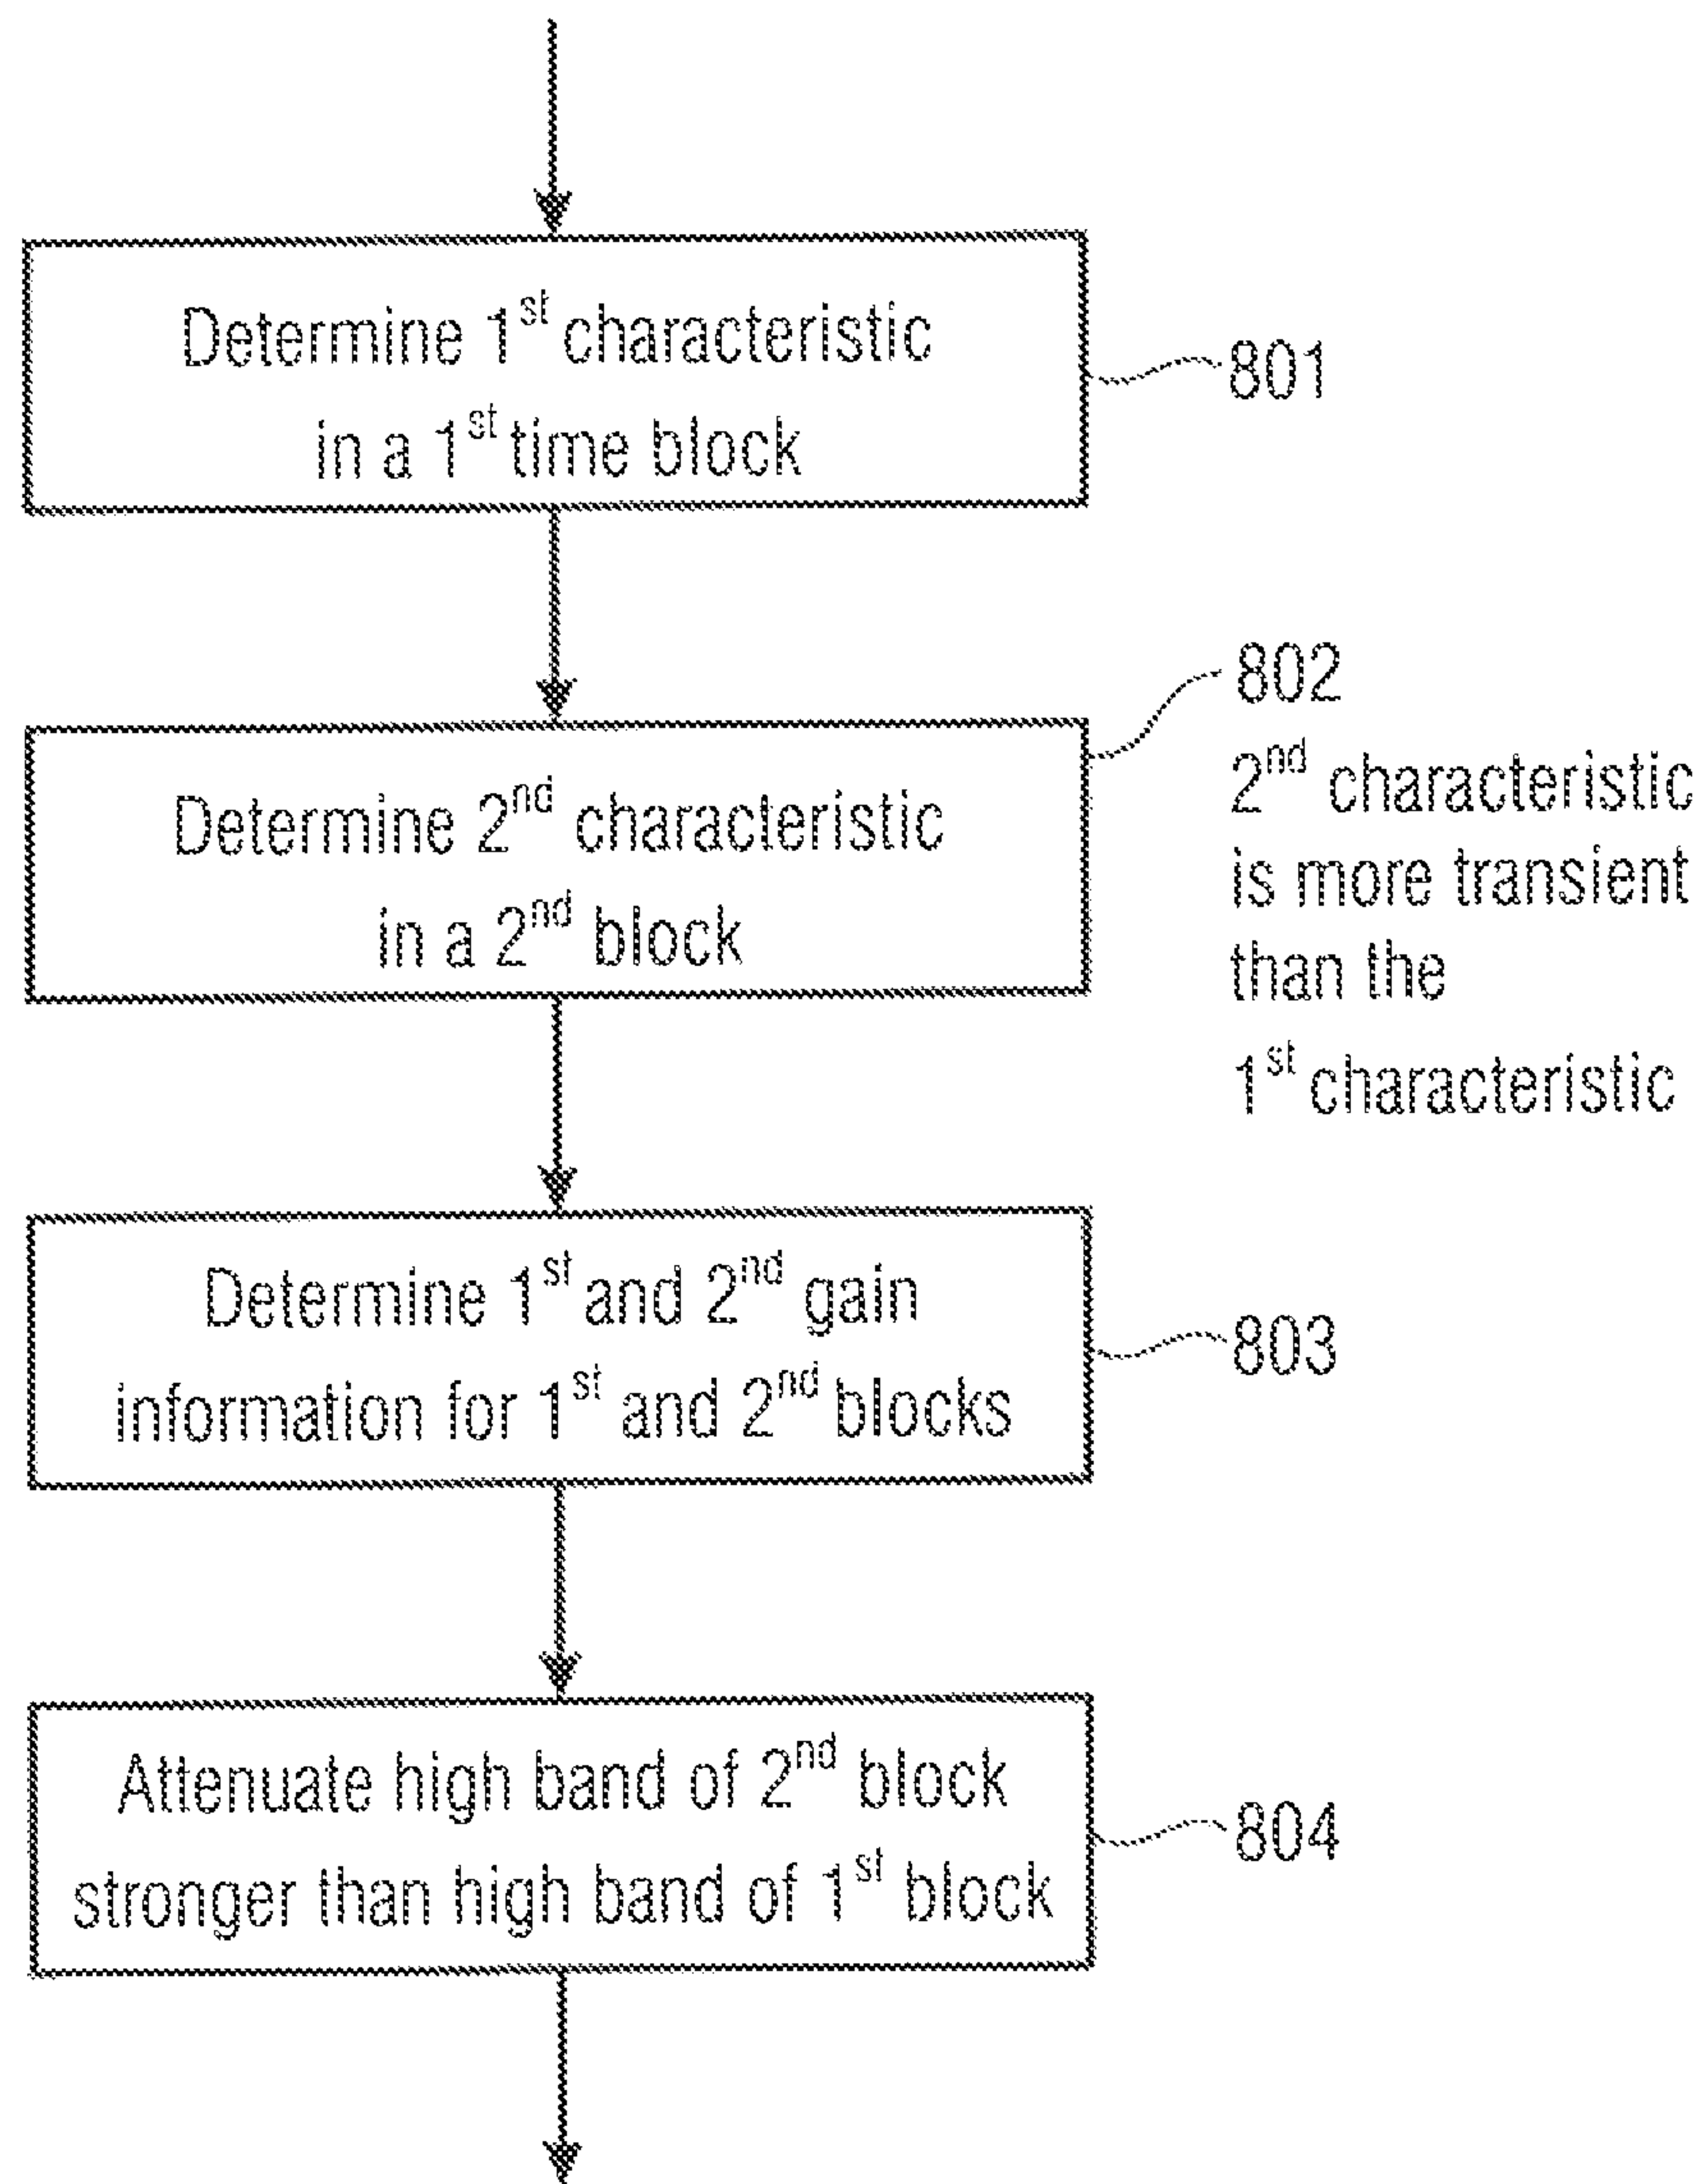 Determine 1st characteristic
in a 1st time block
801
802
Determine 2nd characteristic
in a 2nd block
2nd characteristic
is more transient
than the
1st characteristic
Determine 1st and 2nd gain
information for 1st and 2nd blocks
803
Attenuate high band of 2nd block
stronger than high band of 1st block
804